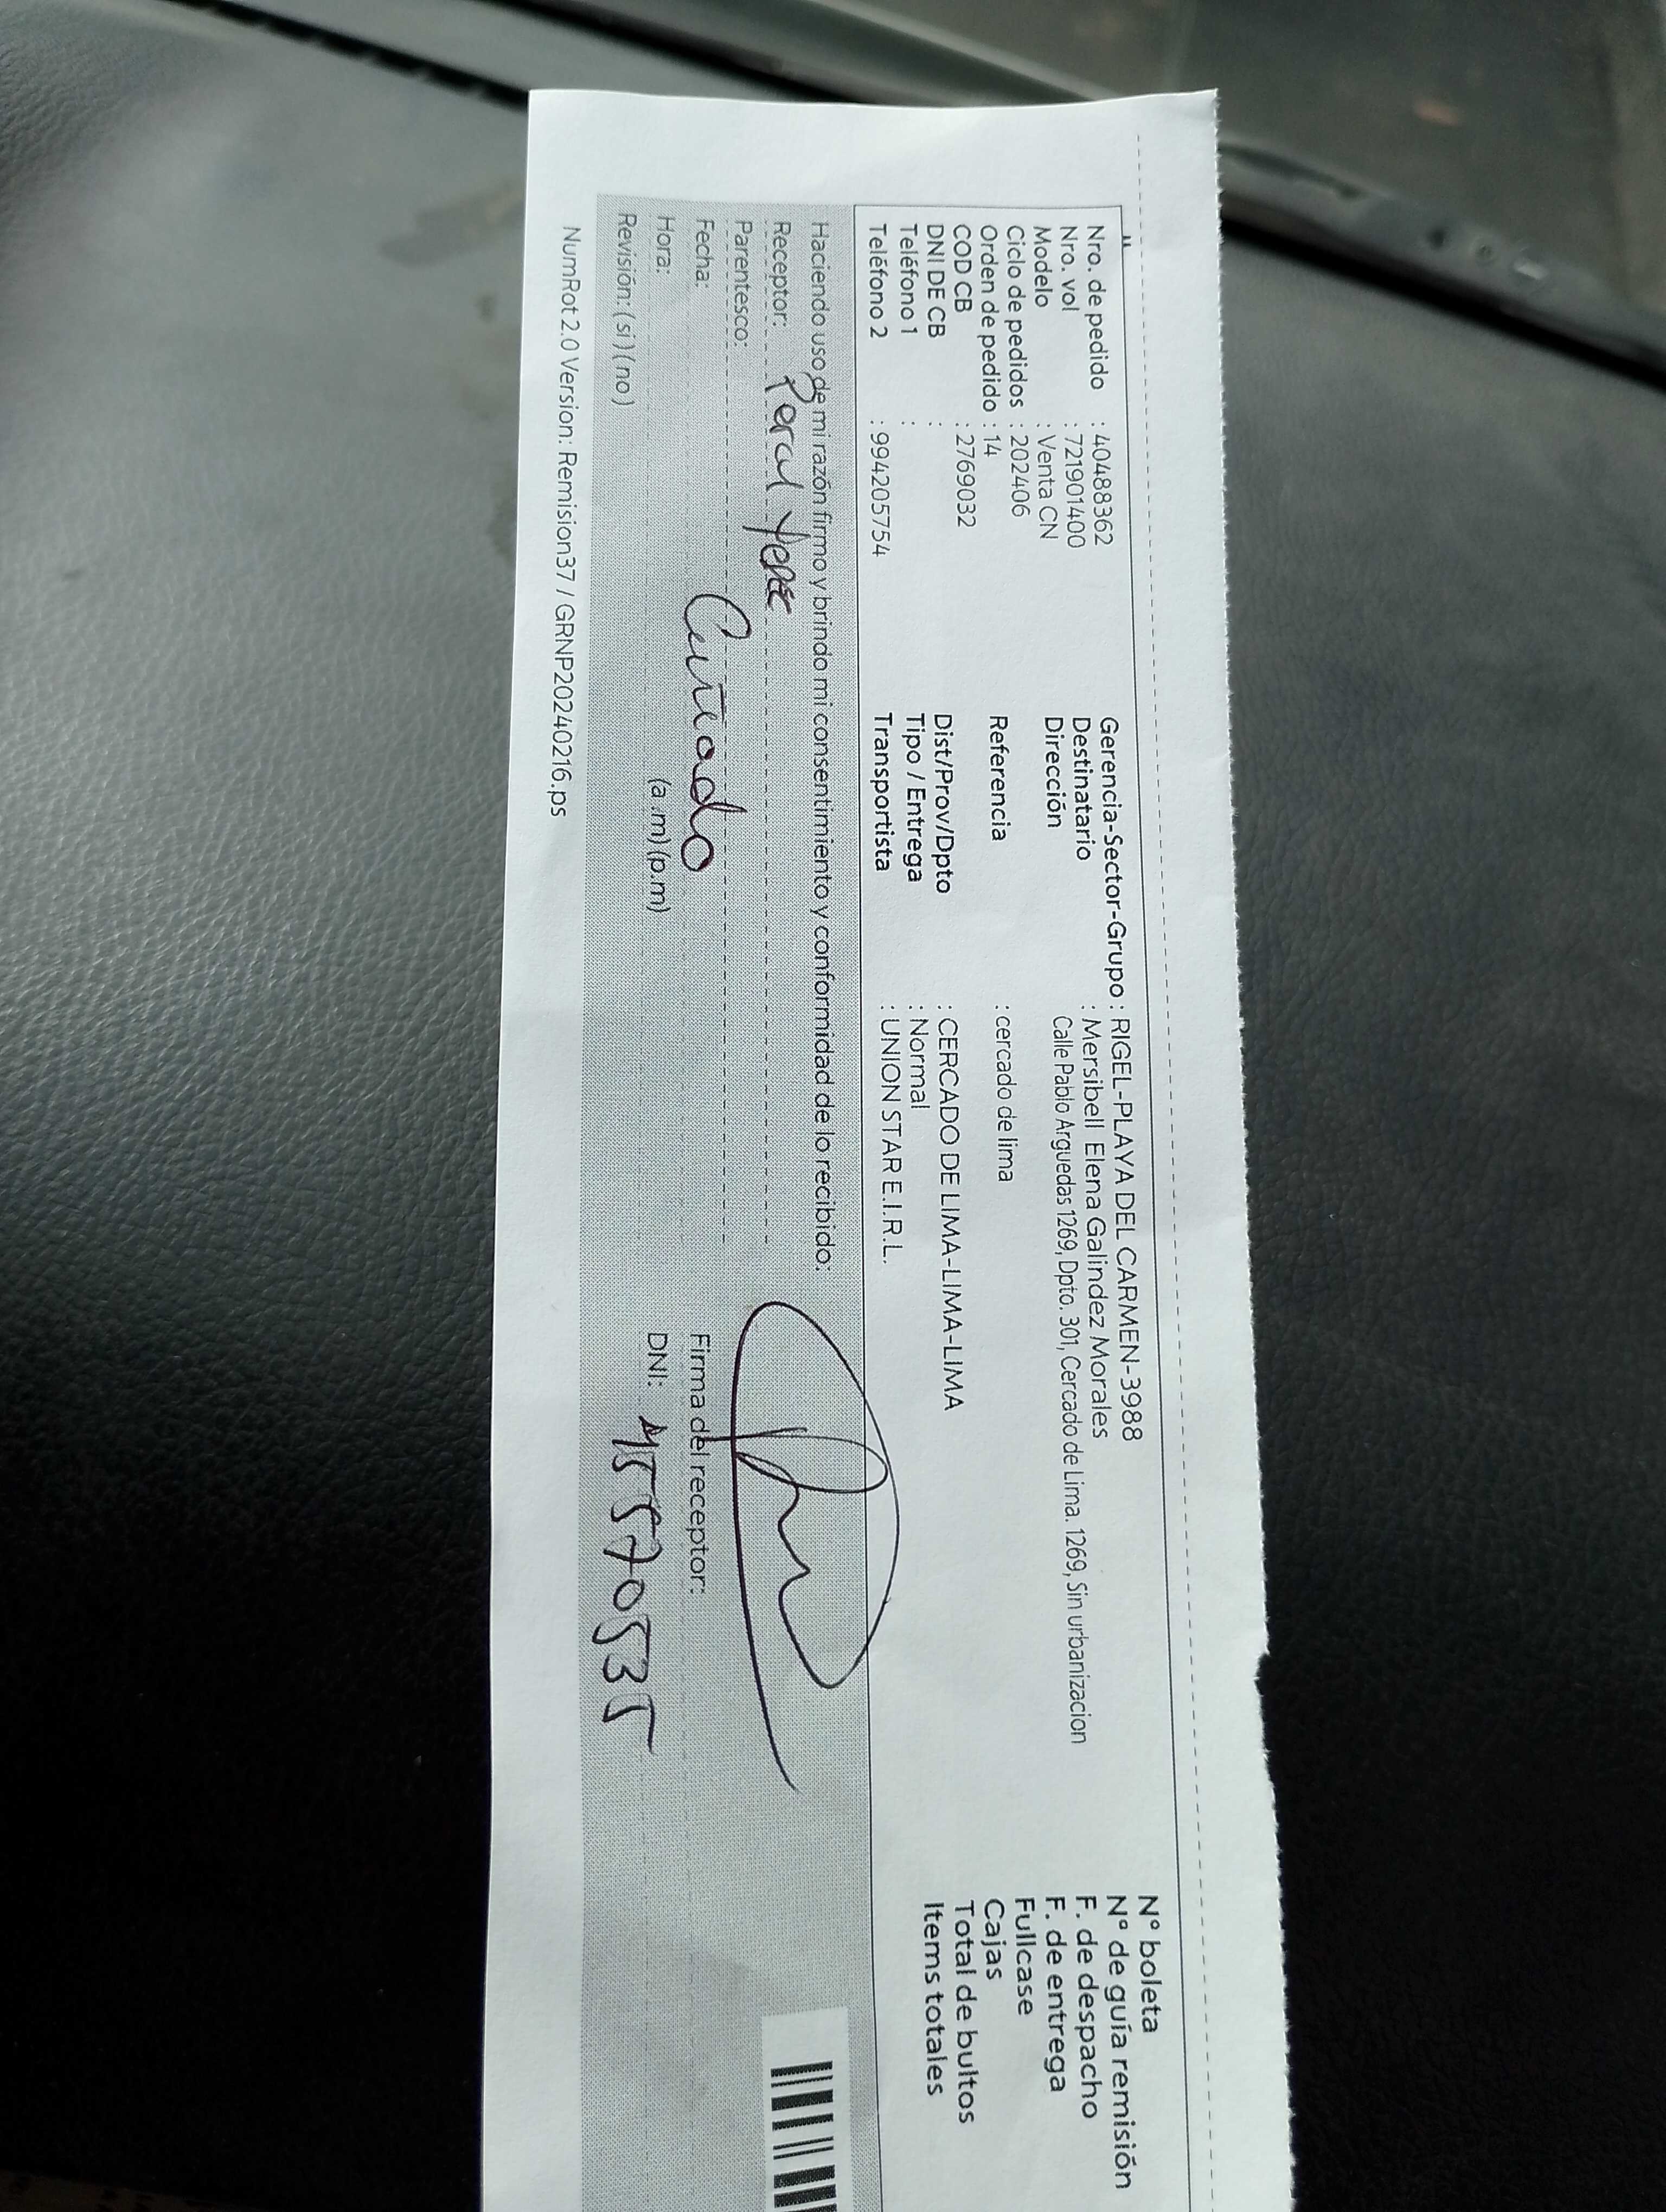 Nro. de pedido : 40488362
Nro. vol : 721901400
Modelo : Venta CN
Ciclo de pedidos : 202406
Orden de pedido : 14
COD CB : 2769032
DNI DE CB :
Teléfono 1 :
Teléfono 2 : 994205754
Gerencia-Sector-Grupo : RIGEL-PLAYA DEL CARMEN-3988
Destinatario : Mersibell Elena Galindez Morales
Dirección Calle Pablo Arguedas 1269, Dpto. 301, Cercado de Lima. 1269, Sin urbanizacion
Referencia : cercado de lima
Dist/Prov/Dpto : CERCADO DE LIMA-LIMA-LIMA
Tipo / Entrega : Normal
Transportista : UNION STAR E.I.R.L.
N° boleta
N° de guía remisión
F. de despacho
F. de entrega
Fullcase
Cajas
Total de bultos
Items totales
Haciendo uso de mi razón firmo y brindo mi consentimiento y conformidad de lo recibido:
Receptor:
Parentesco: Cuñado
Fecha:
Hora: (a.m) (p.m)
Revisión: ( si ) ( no )
Firma del receptor:
DNI: 45570535
NumRot 2.0 Version: Remision37 / GRNP20240216.ps